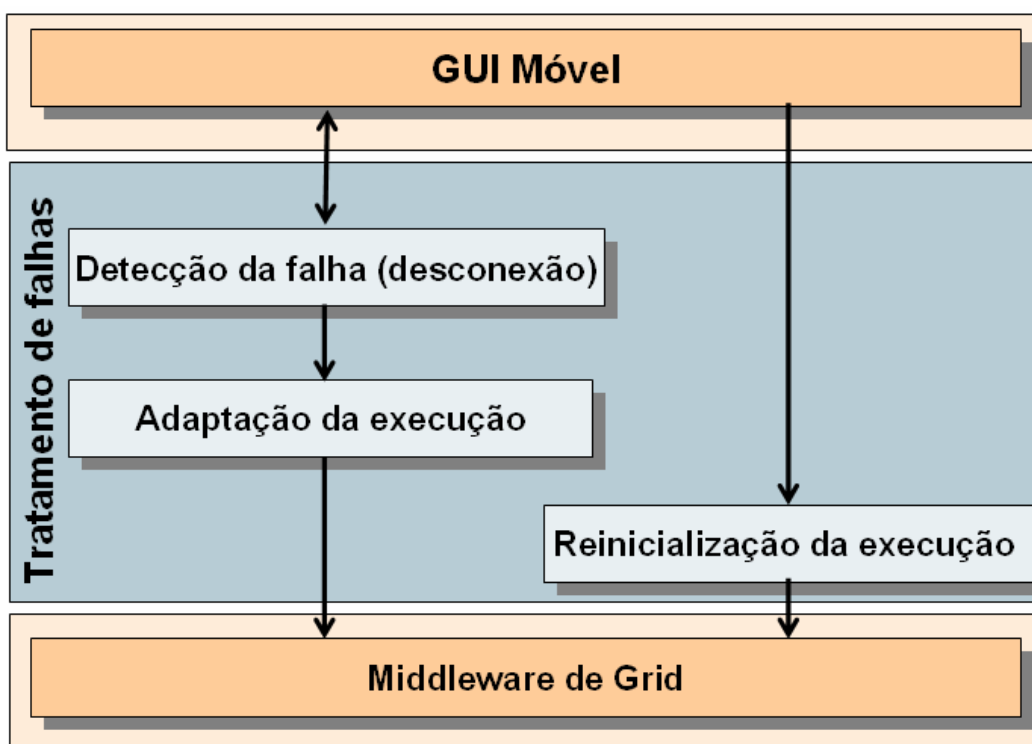 GUI Móvel
Tratamento de falhas
Detecção da falha (desconexão)
Adaptação da execução
Reinicialização da execução
Middleware de Grid